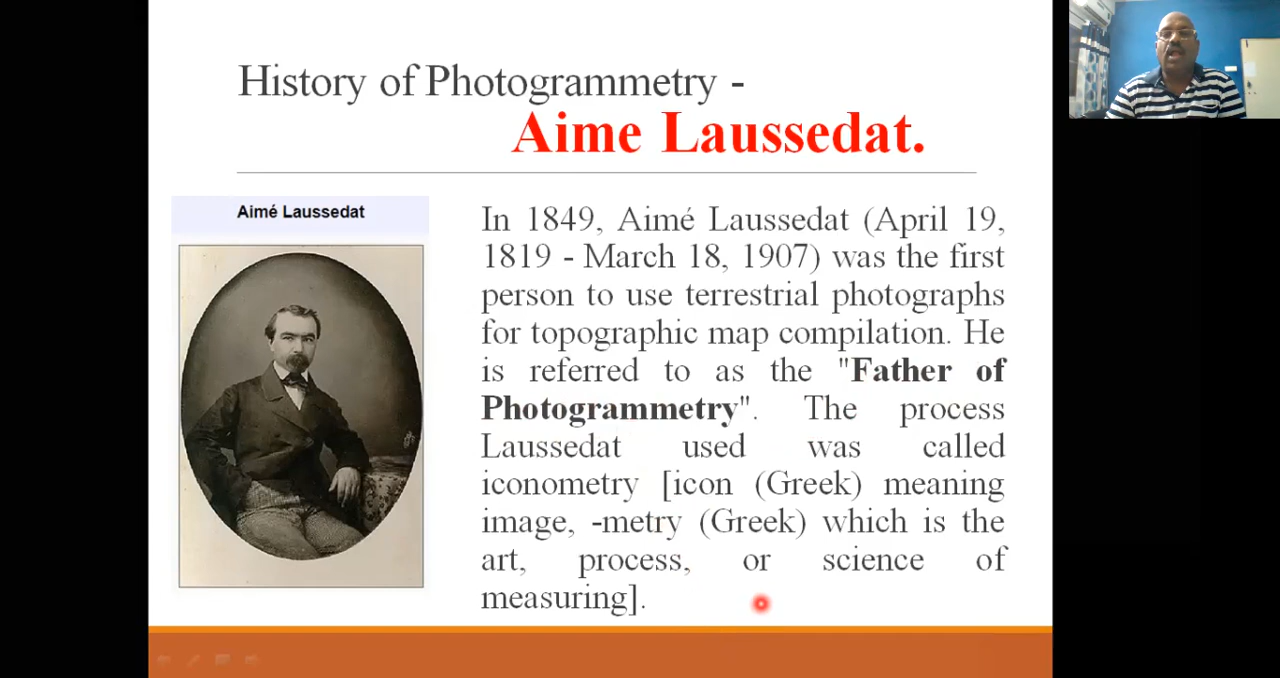 History of Photogrammetry -
Aime Laussedat.
Aimé Laussedat
In 1849, Aimé Laussedat (April 19,
1819 - March 18, 1907) was the first
person to use terrestrial photographs
for topographic map compilation. He
is referred to as the "Father of
Photogrammetry". The process
Laussedat used was called
iconometry [icon (Greek) meaning
image, -metry (Greek) which is the
art, process, or science of
measuring].